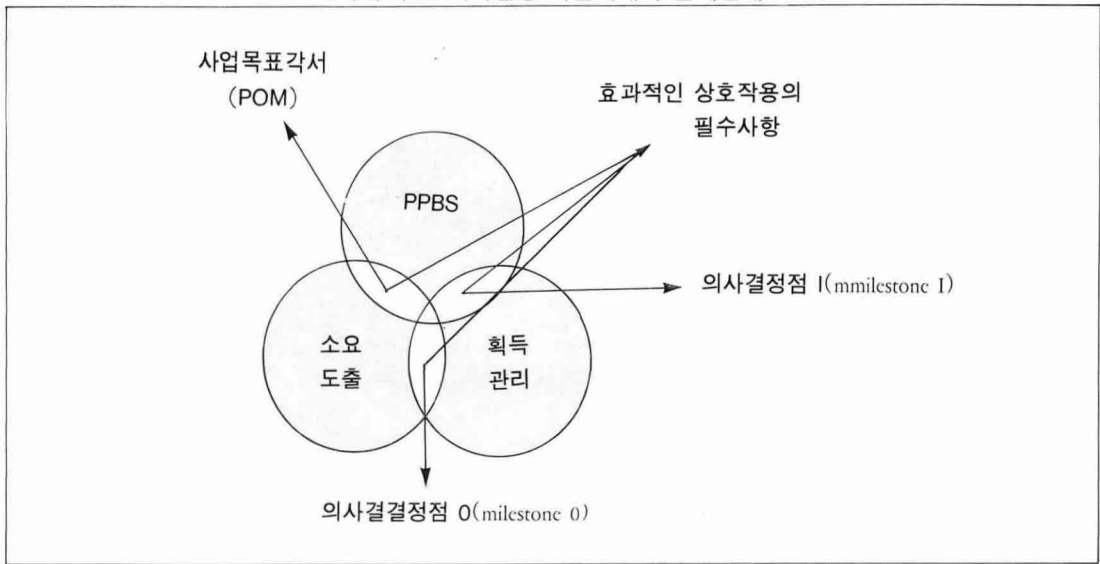 사업목표각서
(POM)
효과적인 상호작용의
필수사항
PPBS
의사결정점 I(mmilestone I)
소요
도출
획득
관리
의사결결정점 0(milestone 0)